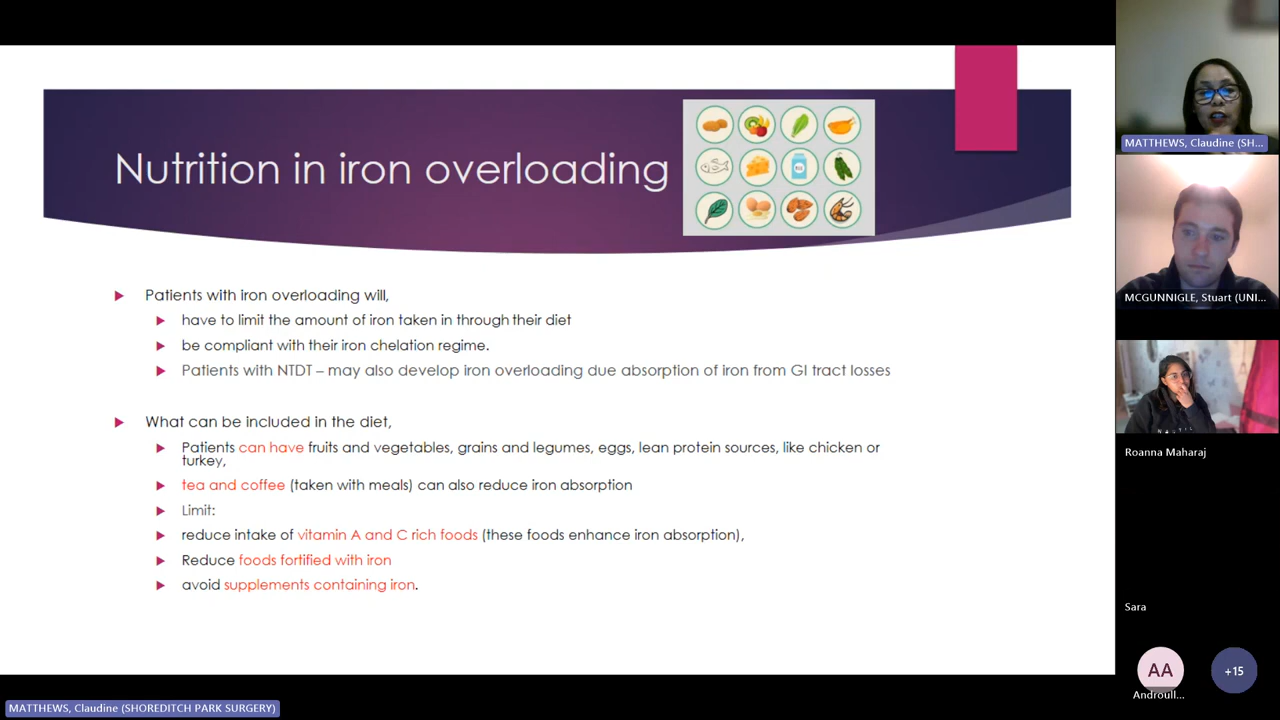 Nutrition in iron overloading
Patients with iron overloading will,
have to limit the amount of iron taken in through their diet
be compliant with their iron chelation regime.
Patients with NTDT – may also develop iron overloading due absorption of iron from GI tract losses
What can be included in the diet,
Patients can have fruits and vegetables, grains and legumes, eggs, lean protein sources, like chicken or
turkey,
tea and coffee (taken with meals) can also reduce iron absorption
Limit:
reduce intake of vitamin A and C rich foods (these foods enhance iron absorption),
Reduce foods fortified with iron
avoid supplements containing iron.
MATTHEWS, Claudine (SH...
MCGUNNIGLE, Stuart (UNI...
Roanna Maharaj
Sara
AA
Androull...
+15
MATTHEWS, Claudine (SHOREDITCH PARK SURGERY)